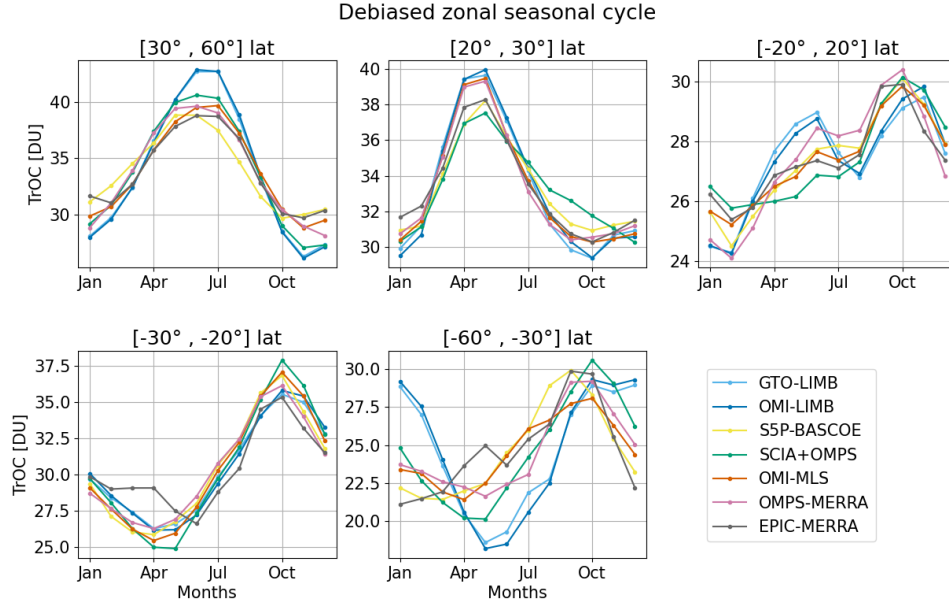 Debiased zonal seasonal cycle
[30° , 60°] lat
[20° , 30°] lat
[-20° , 20°] lat
TrOC [DU]
40
35
30
Jan
Apr
Jul
Oct
40
38
36
34
32
30
Jan
Apr
Jul
Oct
30
28
26
24
Jan
Apr
Jul
Oct
[-30° , -20°] lat
[-60° , -30°] lat
TrOC [DU]
37.5
35.0
32.5
30.0
27.5
25.0
Jan
Apr
Jul
Oct
Months
30.0
27.5
25.0
22.5
20.0
Jan
Apr
Jul
Oct
Months
GTO-LIMB
OMI-LIMB
S5P-BASCOE
SCIA+OMPS
OMI-MLS
OMPS-MERRA
EPIC-MERRA